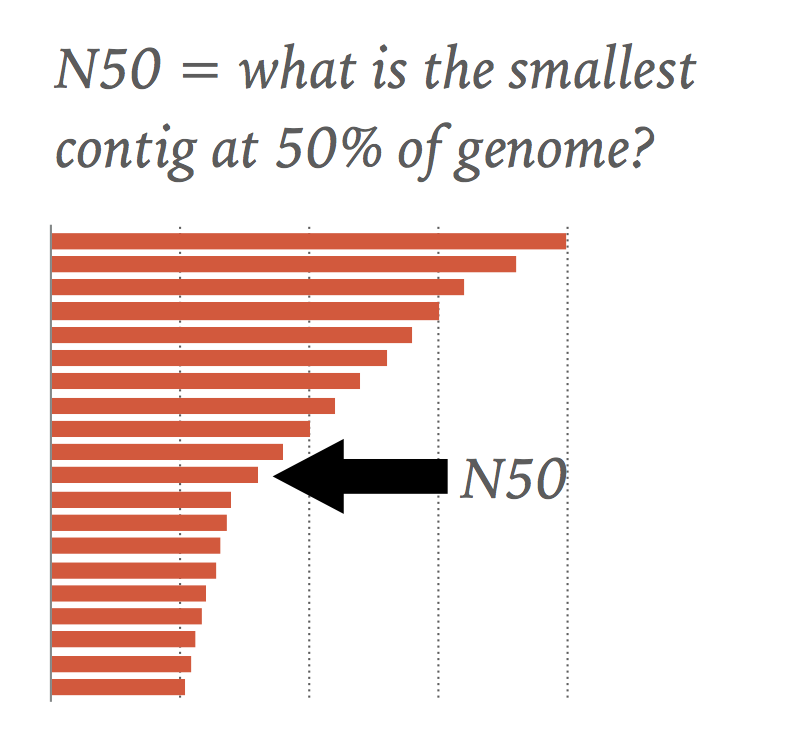 N50 = what is the smallest
contig at 50% of genome?
N50